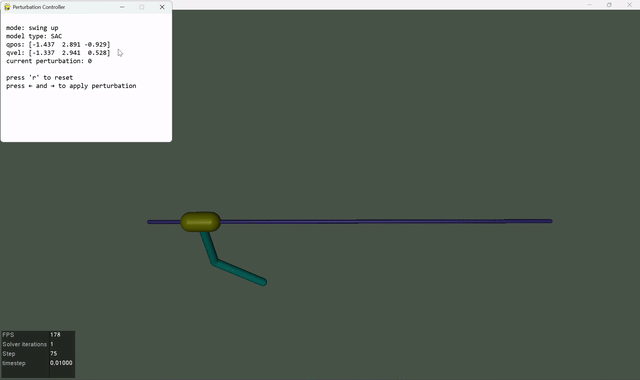 Perturbation Controller
mode: swing up
model type: SAC
qpos: [-1.437 2.891 -0.929]
qvel: [-1.337 2.941 0.528]
current perturbation: 0
press 'r' to reset
press ← and → to apply perturbation
FPS 178
Solver iterations 1
Step 75
timestep 0.01000